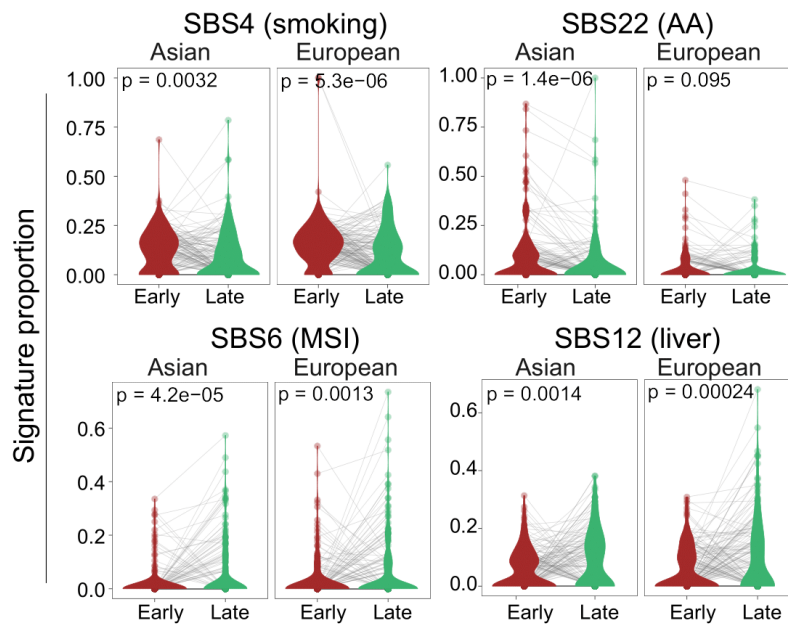 SBS4 (smoking)
SBS22 (AA)
Asian
European
Asian
European
Signature proportion
1.00
0.75
0.50
0.25
0.00
p = 0.0032
p = 5.3e−06
1.00
0.75
0.50
0.25
0.00
p = 1.4e−06
p = 0.095
Early
Late
Early
Late
Early
Late
Early
Late
SBS6 (MSI)
SBS12 (liver)
Asian
European
Asian
European
p = 4.2e−05
p = 0.0013
p = 0.0014
p = 0.00024
0.6
0.4
0.2
0.0
0.6
0.4
0.2
0.0
Early
Late
Early
Late
Early
Late
Early
Late